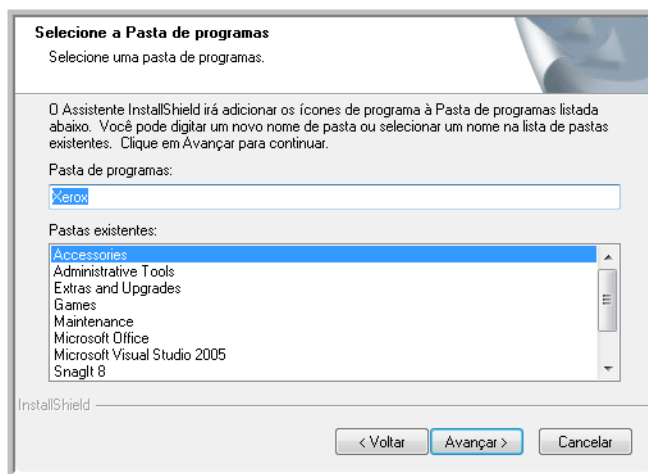 Selecione a Pasta de programas
Selecione uma pasta de programas.
O Assistente InstallShield irá adicionar os ícones de programa à Pasta de programas listada
abaixo. Você pode digitar um novo nome de pasta ou selecionar um nome na lista de pastas
existentes. Clique em Avançar para continuar.
Pasta de programas:
Xerox
Pastas existentes:
Accessories
Administrative Tools
Extras and Upgrades
Games
Maintenance
Microsoft Office
Microsoft Visual Studio 2005
SnagIt 8
InstallShield
< Voltar
Avançar >
Cancelar